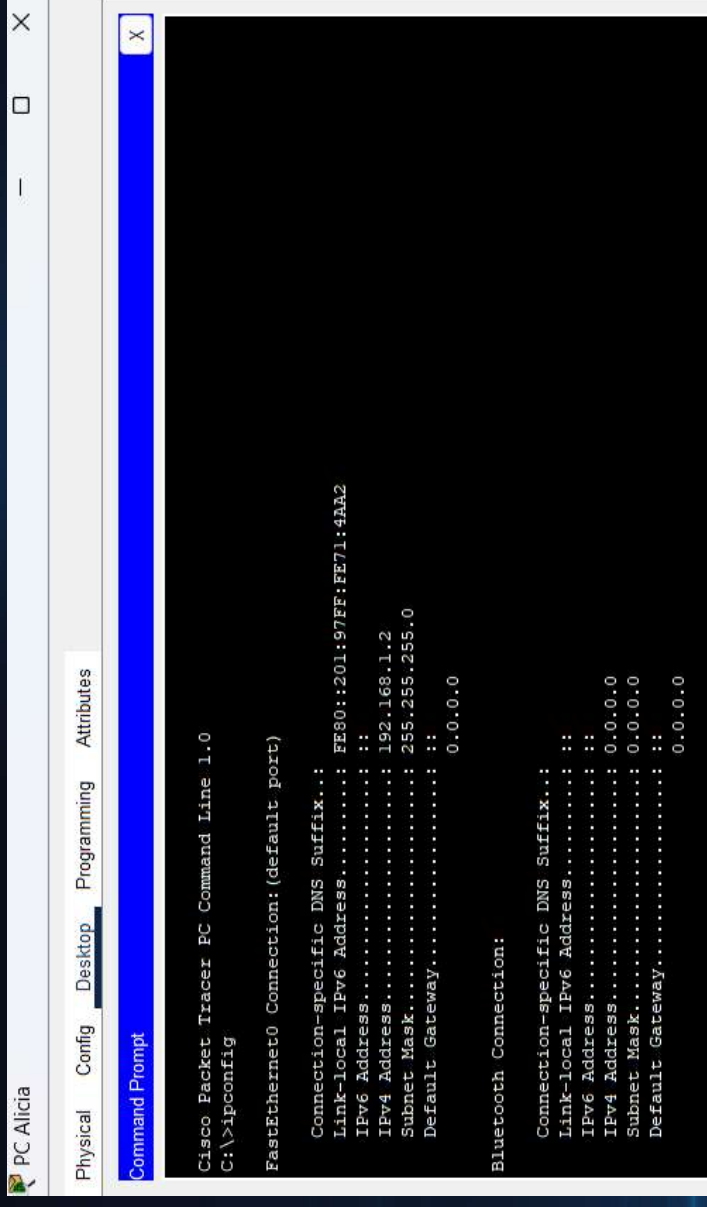 PC Alicia
Physical Config Desktop Programming Attributes
Command Prompt
X
Cisco Packet Tracer PC Command Line 1.0
C:\>ipconfig
FastEthernet0 Connection:(default port)
Connection-specific DNS Suffix..:
Link-local IPv6 Address.........: FE80::201:97FF:FE71:4AA2
IPv6 Address....................: ::
IPv4 Address....................: 192.168.1.2
Subnet Mask.....................: 255.255.255.0
Default Gateway.................: ::
0.0.0.0
Bluetooth Connection:
Connection-specific DNS Suffix..:
Link-local IPv6 Address.........: ::
IPv6 Address....................: ::
IPv4 Address....................: 0.0.0.0
Subnet Mask.....................: 0.0.0.0
Default Gateway.................: ::
0.0.0.0